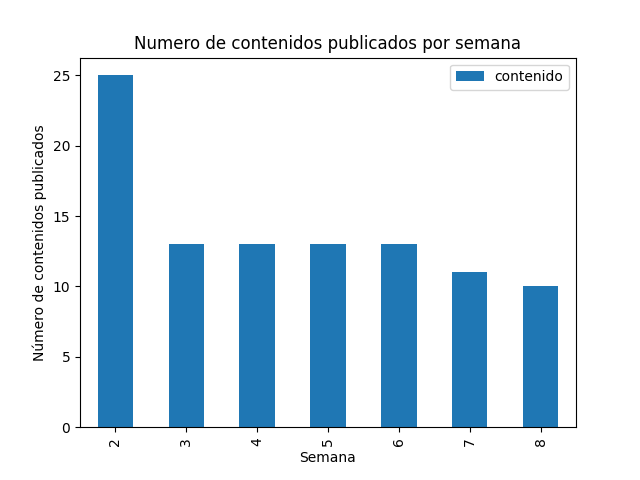 Numero de contenidos publicados por semana
contenido
Número de contenidos publicados
25
20
15
10
5
0
2 3 4 5 6 7 8
Semana